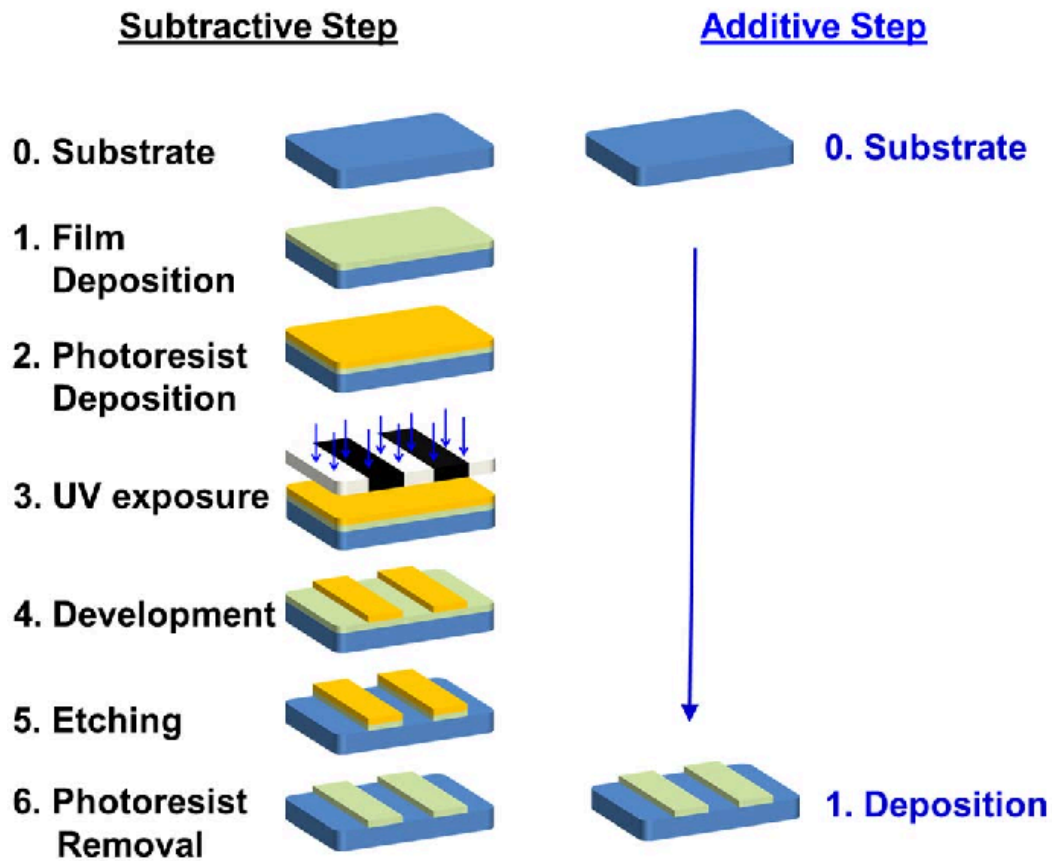 Subtractive Step
Additive Step
0. Substrate
0. Substrate
1. Film
Deposition
2. Photoresist
Deposition
3. UV exposure
4. Development
5. Etching
6. Photoresist
Removal
1. Deposition